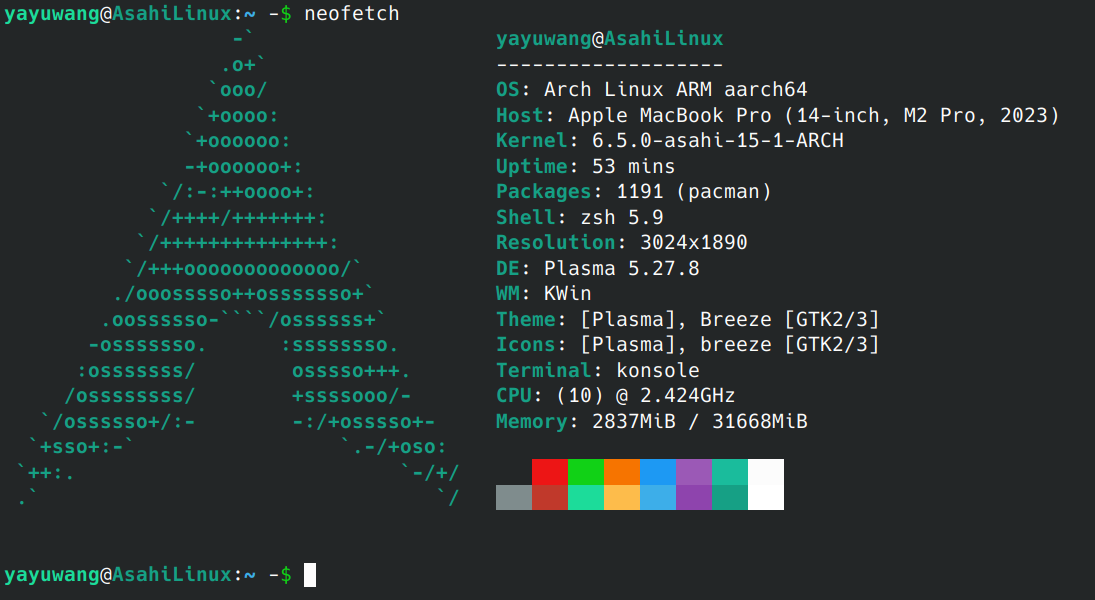 yayuwang@AsahiLinux:~ -$ neofetch
                   -`                    yayuwang@AsahiLinux
                  .o+`                   -------------------
                 `ooo/                   OS: Arch Linux ARM aarch64
                `+oooo:                  Host: Apple MacBook Pro (14-inch, M2 Pro, 2023)
               `+oooooo:                 Kernel: 6.5.0-asahi-15-1-ARCH
               -+oooooo+:                Uptime: 53 mins
             `/:-:++oooo+:               Packages: 1191 (pacman)
            `/++++/+++++++:              Shell: zsh 5.9
           `/++++++++++++++:             Resolution: 3024x1890
          `/+++ooooooooooooo/`           DE: Plasma 5.27.8
         ./ooosssso++osssssso+`          WM: KWin
        .oossssso-````/ossssss+`         Theme: [Plasma], Breeze [GTK2/3]
       -osssssso.      :ssssssso.        Icons: [Plasma], breeze [GTK2/3]
      :osssssss/        osssso+++.       Terminal: konsole
     /ossssssss/        +ssssooo/-       CPU: (10) @ 2.424GHz
   `/ossssso+/:-        -:/+osssso+-     Memory: 2837MiB / 31668MiB
  `+sso+:-`                 `.-/+oso:
 `++:.                           `-/+/
 .`                                 `/
yayuwang@AsahiLinux:~ -$